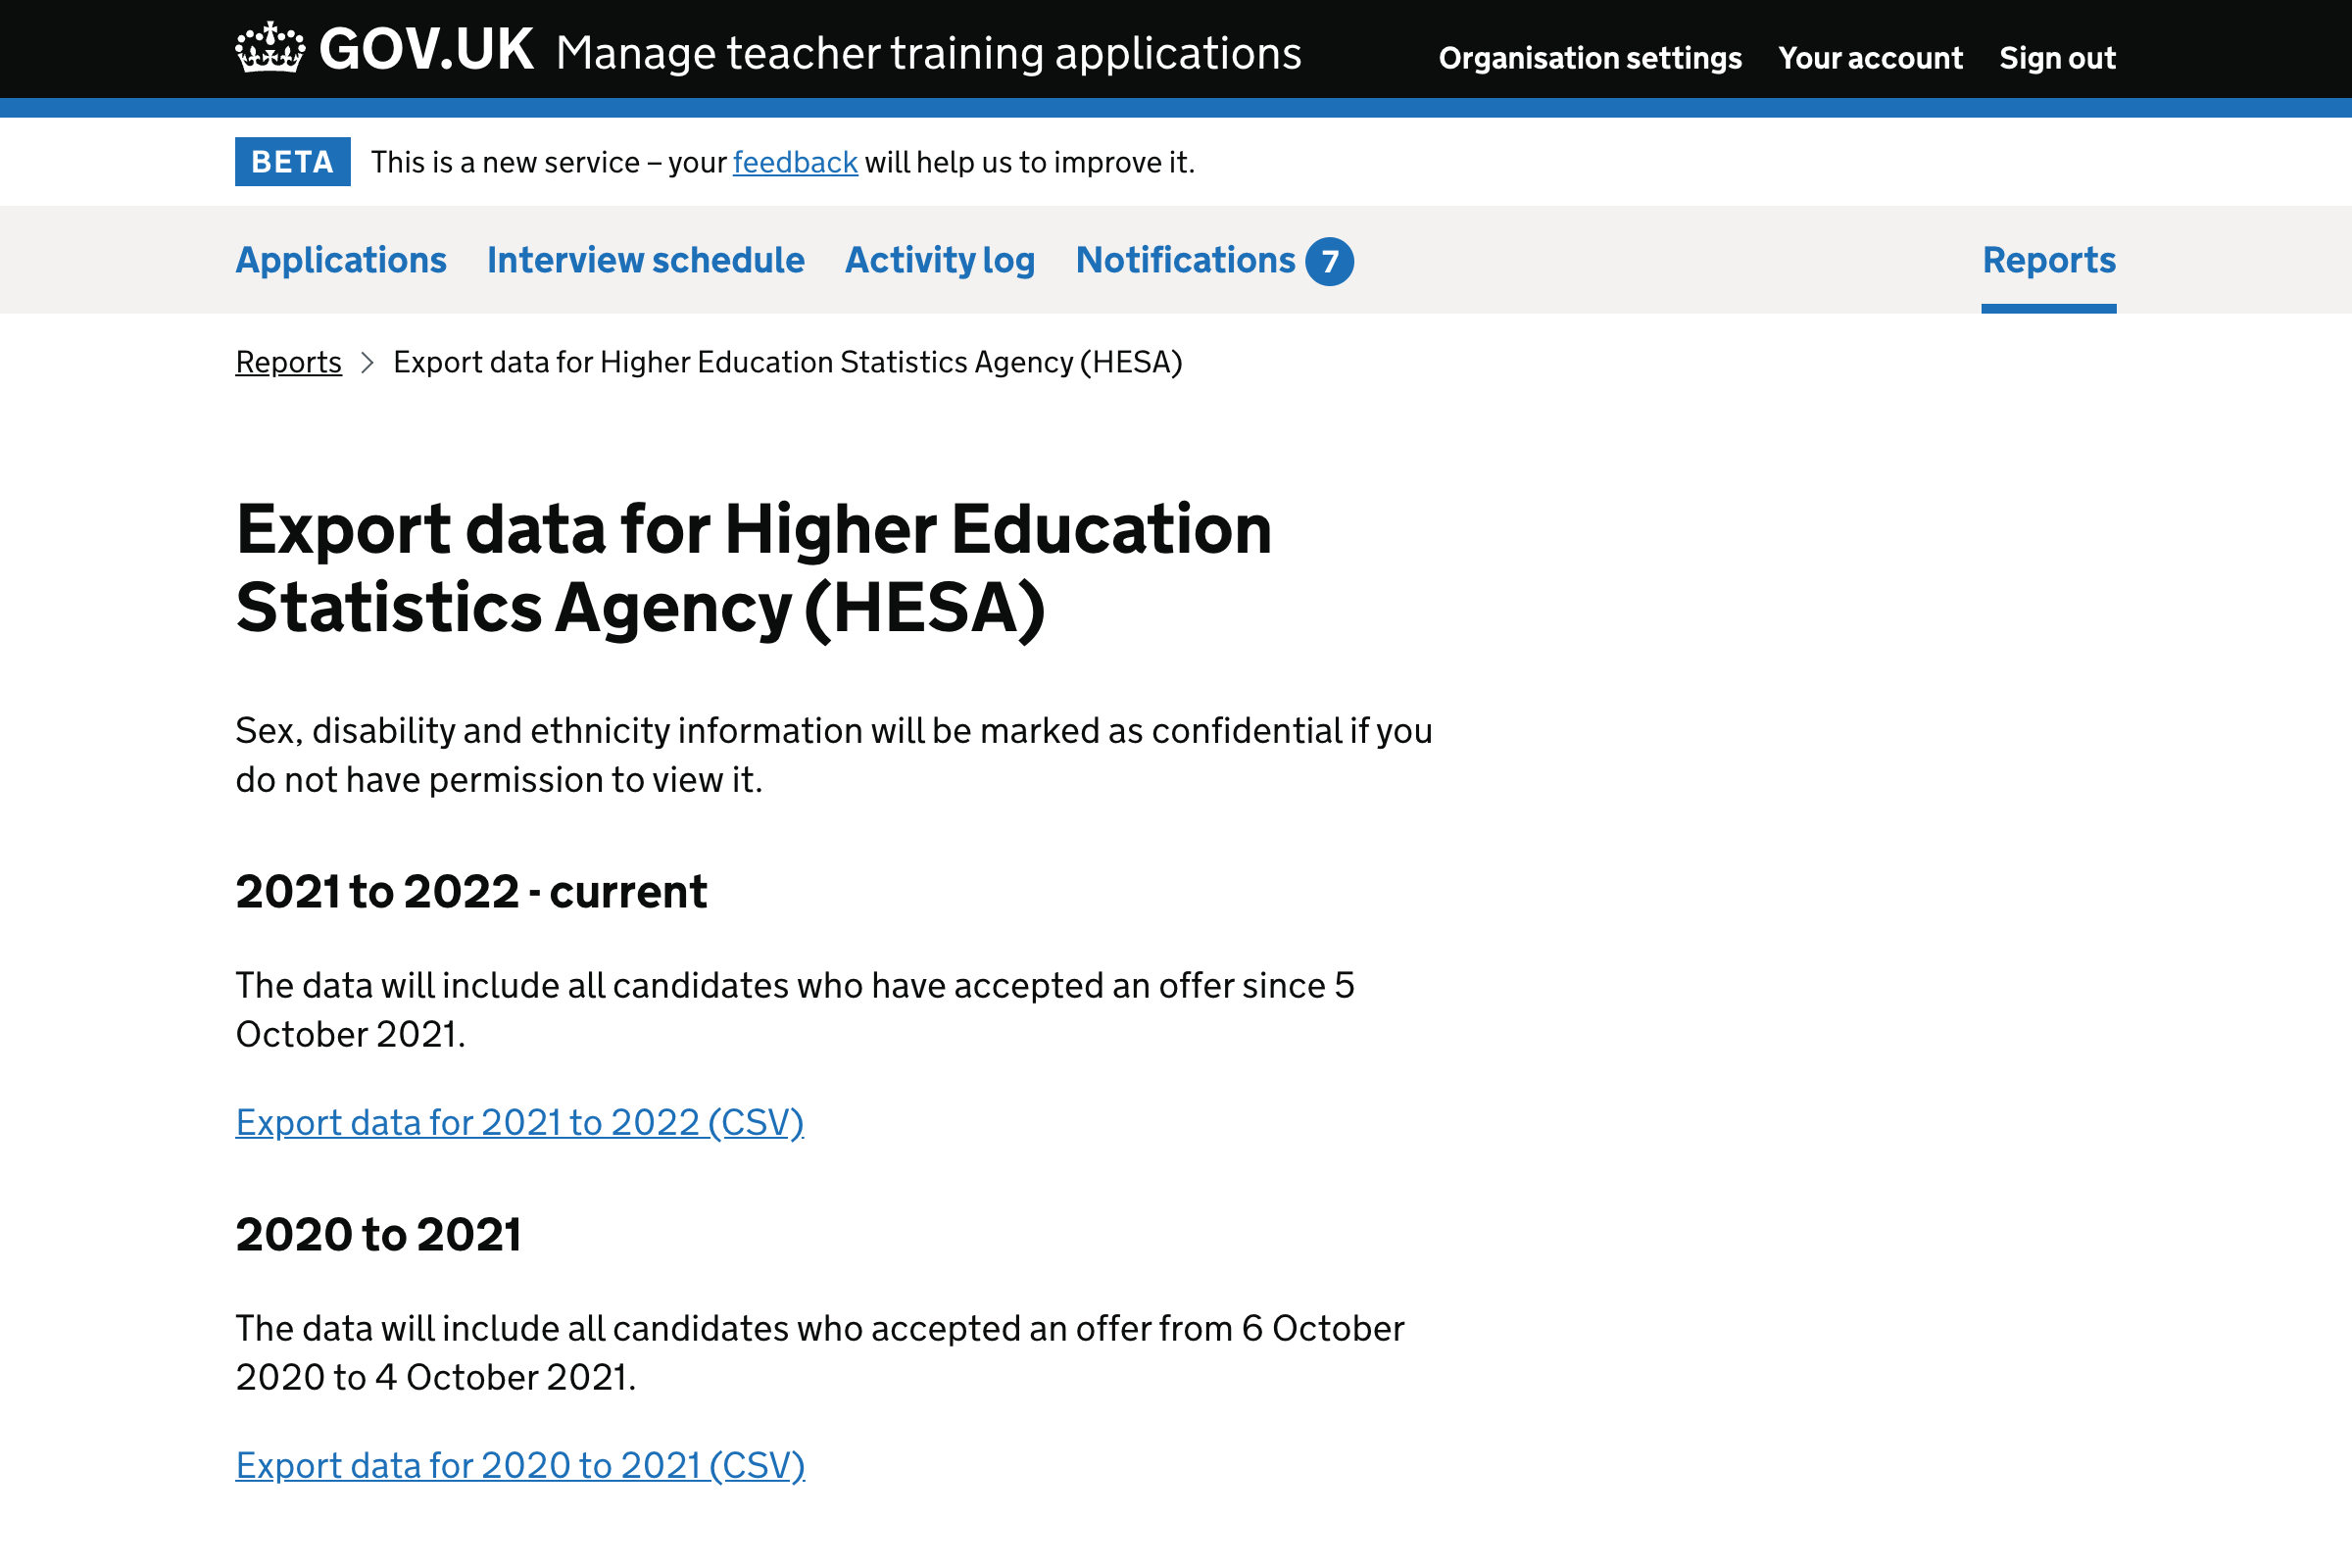 GOV.UK Manage teacher training applications Organisation settings Your account Sign out
BETA This is a new service – your feedback will help us to improve it.
Applications Interview schedule Activity log Notifications 7 Reports
Reports > Export data for Higher Education Statistics Agency (HESA)
Export data for Higher Education
Statistics Agency (HESA)
Sex, disability and ethnicity information will be marked as confidential if you
do not have permission to view it.
2021 to 2022 - current
The data will include all candidates who have accepted an offer since 5
October 2021.
Export data for 2021 to 2022 (CSV)
2020 to 2021
The data will include all candidates who accepted an offer from 6 October
2020 to 4 October 2021.
Export data for 2020 to 2021 (CSV)